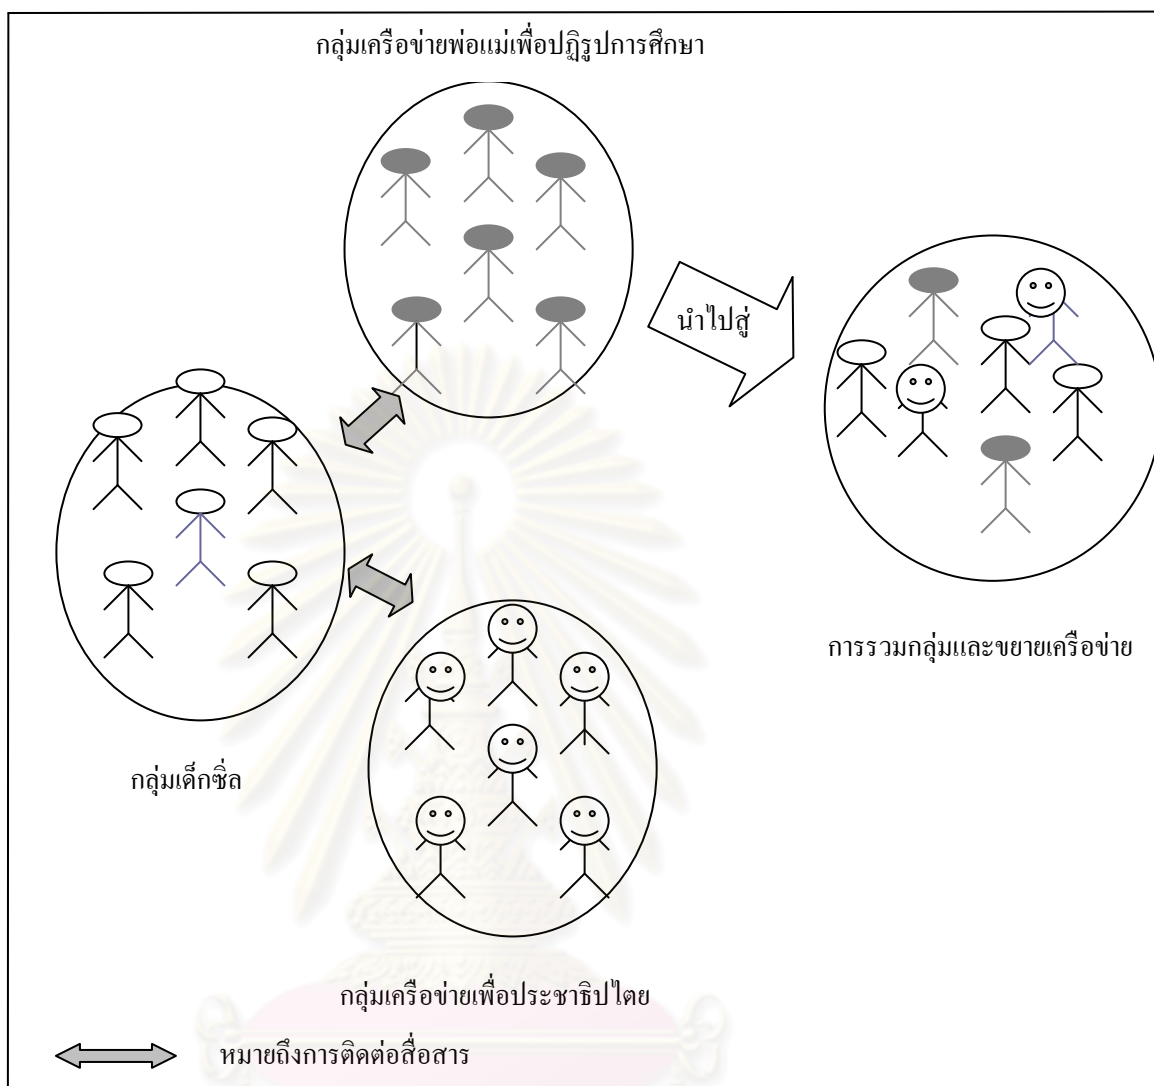 กลุ่มเครือข่ายพ่อแม่เพื่อปฏิรูปการศึกษา
นำไปสู่
การรวมกลุ่มและขยายเครือข่าย
กลุ่มเด็กซิ่ล
กลุ่มเครือข่ายเพื่อประชาธิปไตย
หมายถึงการติดต่อสื่อสาร